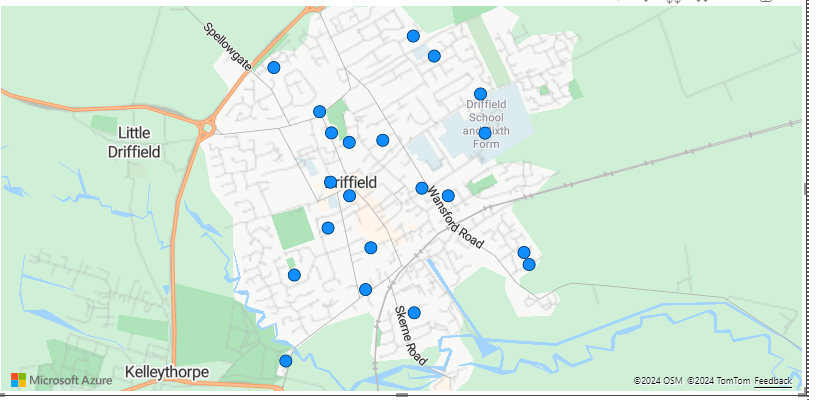 Spellowgate
Driffield
School
and Sixth
Form
Little
Driffield
Driffield
Wansford Road
Skerne Road
Kelleythorpe
Microsoft Azure
©2024 OSM ©2024 TomTom Feedback